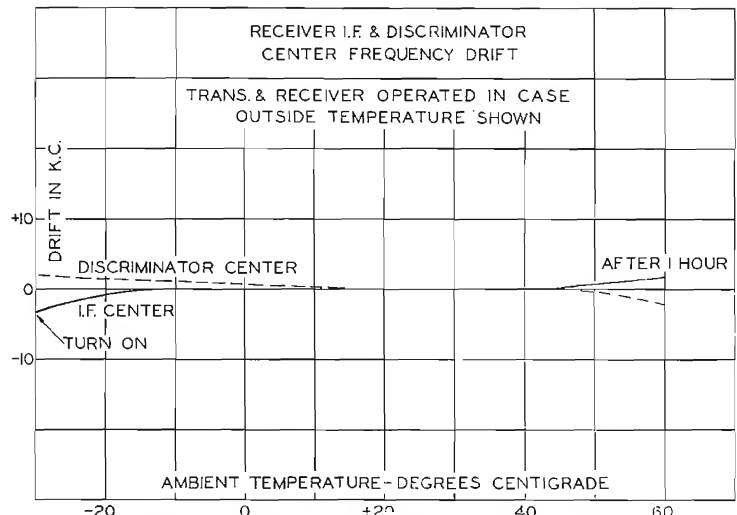 RECEIVER I.F. & DISCRIMINATOR
CENTER FREQUENCY DRIFT
TRANS. & RECEIVER OPERATED IN CASE
OUTSIDE TEMPERATURE SHOWN
DRIFT IN K.C.
+10
0
-10
DISCRIMINATOR CENTER
I.F. CENTER
TURN ON
AFTER 1 HOUR
AMBIENT TEMPERATURE-DEGREES CENTIGRADE
-20 0 +20 40 60